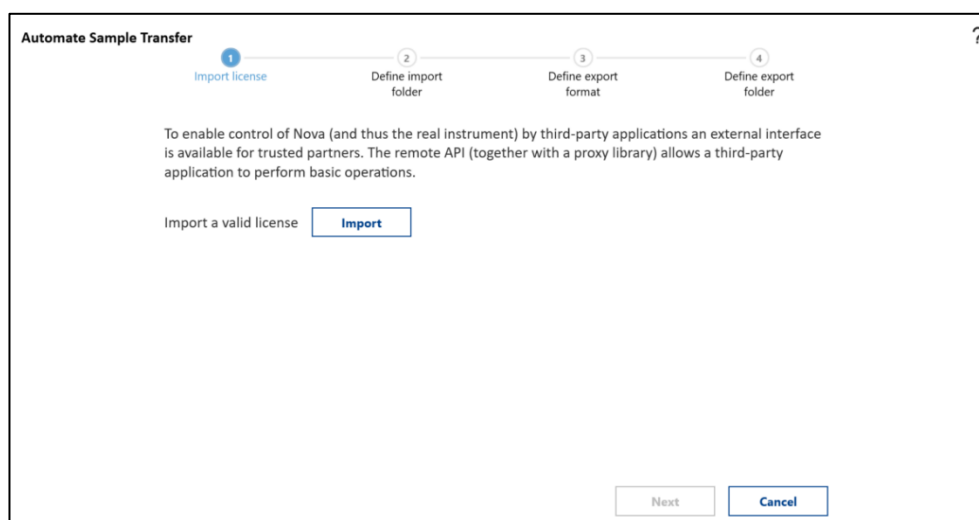 Automate Sample Transfer
?
1
2
3
4
Import license
Define import
folder
Define export
format
Define export
folder
To enable control of Nova (and thus the real instrument) by third-party applications an external interface
is available for trusted partners. The remote API (together with a proxy library) allows a third-party
application to perform basic operations.
Import a valid license
Import
Next
Cancel